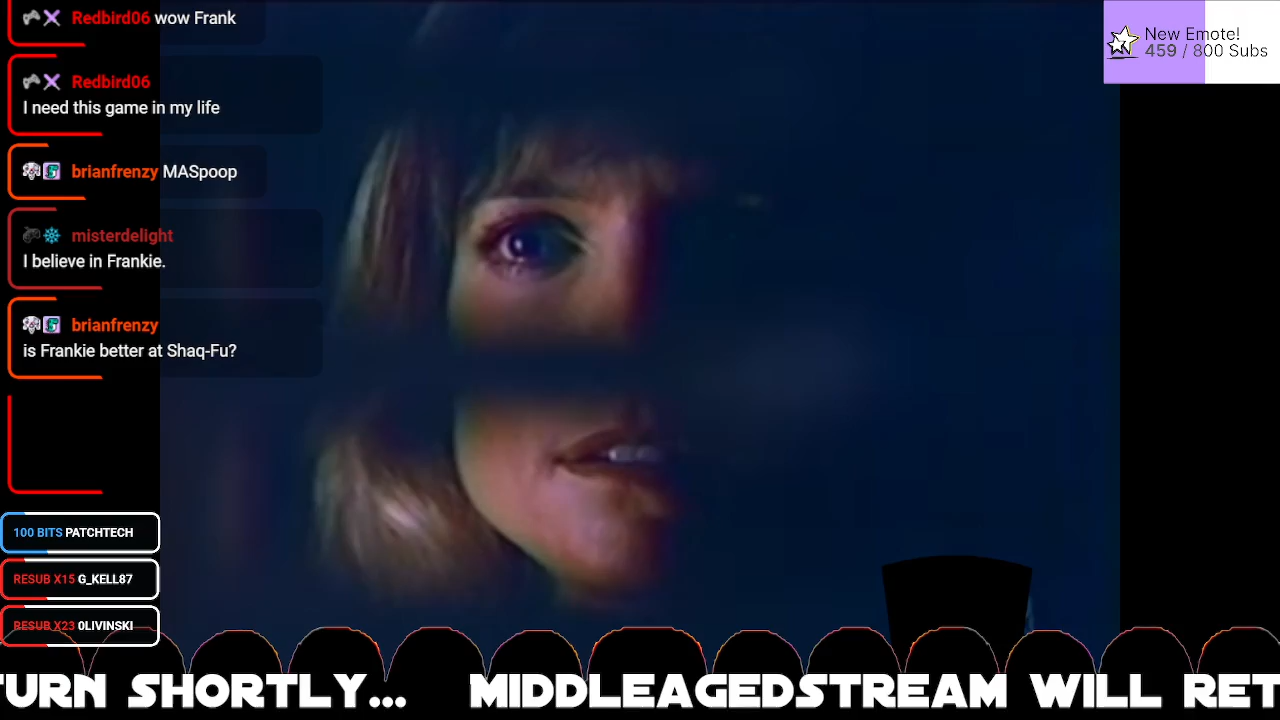 Redbird06 wow Frank
Redbird06
I need this game in my life
brianfrenzy MASpoop
misterdelight
I believe in Frankie.
brianfrenzy
is Frankie better at Shaq-Fu?
100 BITS PATCHTECH
RESUB X15 G_KELL87
RESUB X23 0LIVINSKI
New Emote!
459 / 800 Subs
TURN SHORTLY... MIDDLEAGEDSTREAM WILL RET